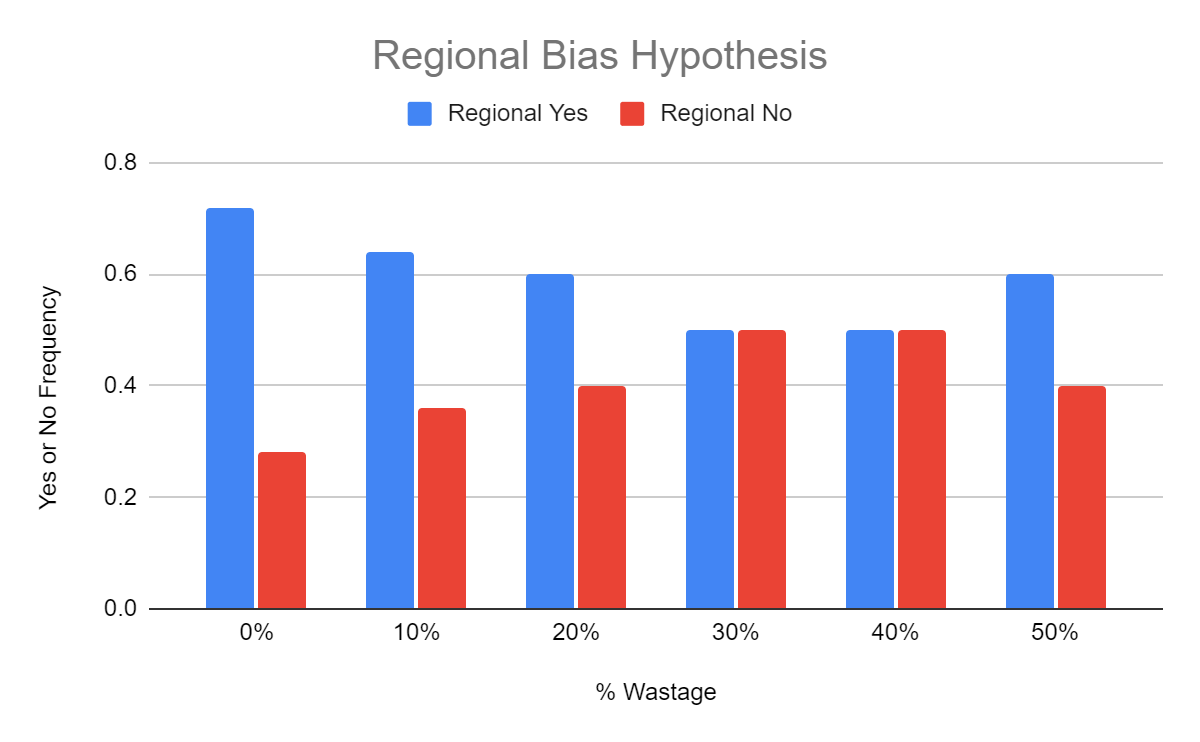 Regional Bias Hypothesis
Regional Yes Regional No
0.8
0.6
0.4
0.2
0.0
Yes or No Frequency
0% 10% 20% 30% 40% 50%
% Wastage